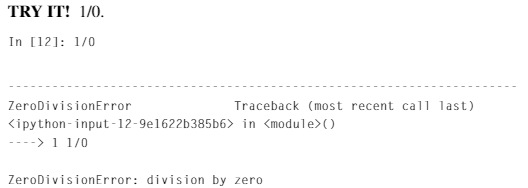 TRY IT! 1/0.
In [12]: 1/0
---------------------------------------------------------------------------
ZeroDivisionError                         Traceback (most recent call last)
<ipython-input-12-9e1622b385b6> in <module>()
----> 1 1/0
ZeroDivisionError: division by zero